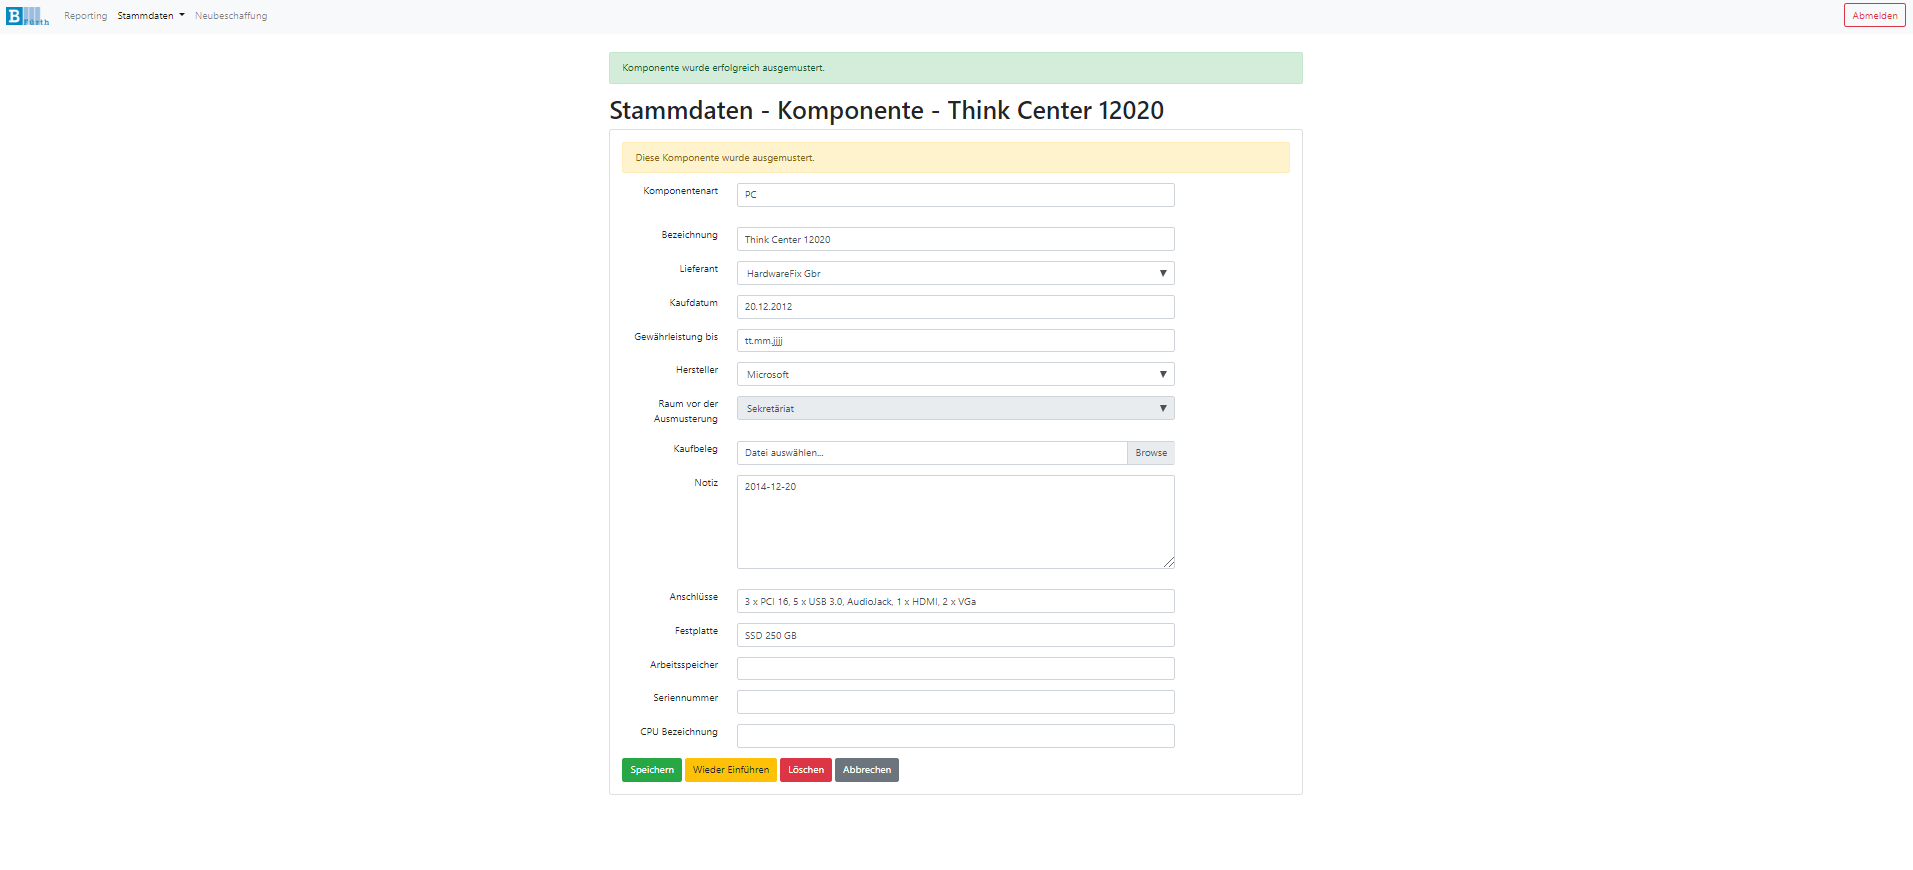 B Fürth
Reporting
Stammdaten
Neubeschaffung
Abmelden
Komponente wurde erfolgreich ausgemustert.
Stammdaten - Komponente - Think Center 12020
Diese Komponente wurde ausgemustert.
Komponentenart
PC
Bezeichnung
Think Center 12020
Lieferant
HardwareFix Gbr
Kaufdatum
20.12.2012
Gewährleistung bis
tt.mm.jjjj
Hersteller
Microsoft
Raum vor der
Ausmusterung
Sekretäriat
Kaufbeleg
Datei auswählen...
Browse
Notiz
2014-12-20
Anschlüsse
3 x PCI 16, 5 x USB 3.0, AudioJack, 1 x HDMI, 2 x VGa
Festplatte
SSD 250 GB
Arbeitsspeicher
Seriennummer
CPU Bezeichnung
Speichern
Wieder Einführen
Löschen
Abbrechen